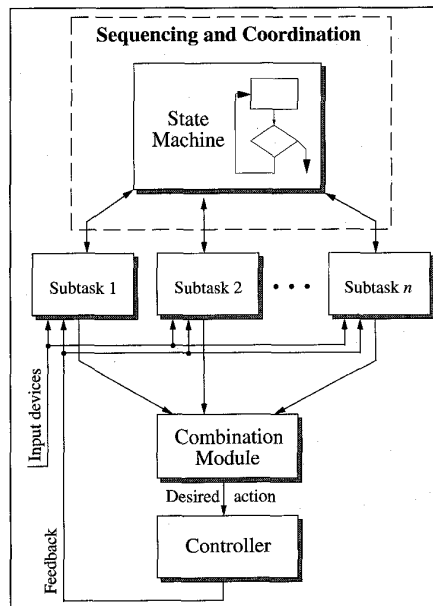 Sequencing and Coordination
State
Machine
Subtask 1
Subtask 2
• • •
Subtask n
Input devices
Combination
Module
Desired action
Feedback
Controller